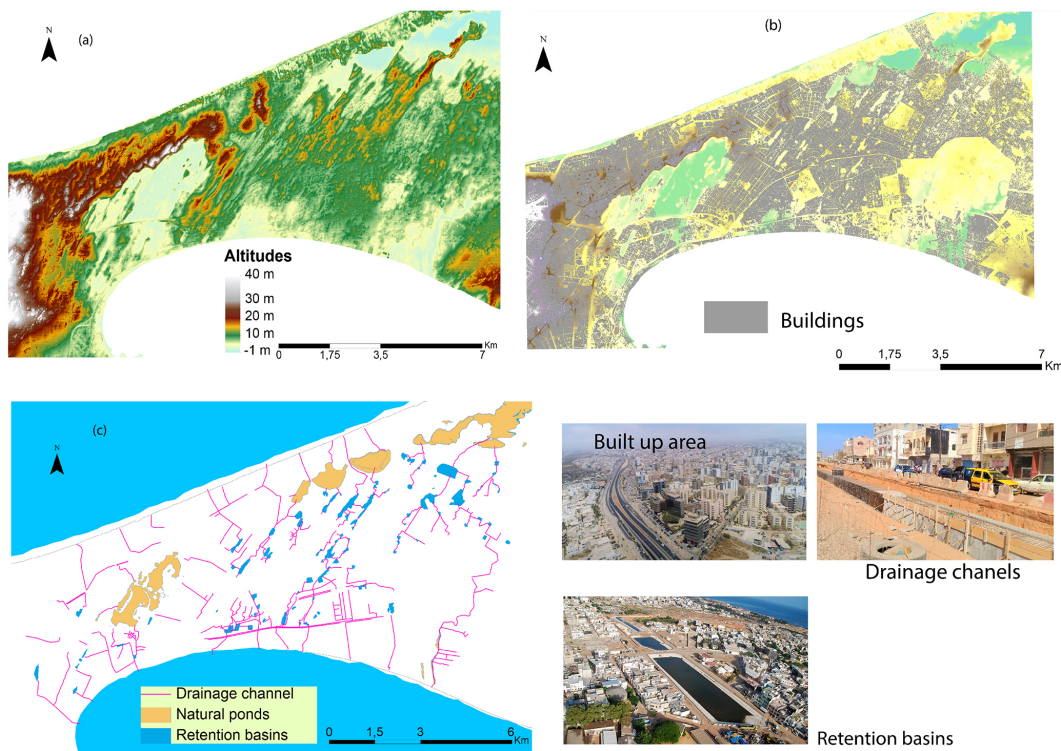 N
(a)
Altitudes
40 m
30 m
20 m
10 m
-1 m
0 1,75 3,5 7
Km
N
(b)
Buildings
0 1,75 3,5 7
Km
N
(c)
Drainage channel
Natural ponds
Retention basins
0 1,5 3 6
Km
Built up area
Drainage chanels
Retention basins